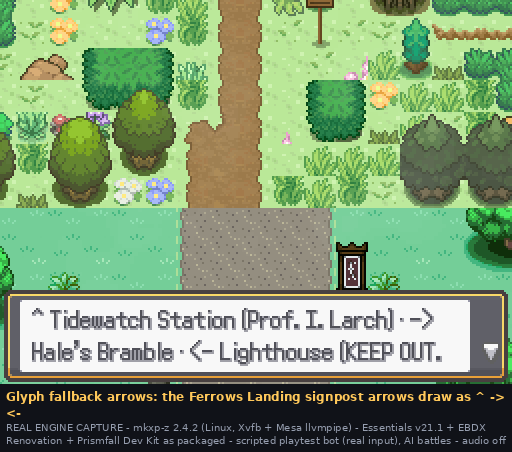 ^ Tidewatch Station (Prof. I. Larch) · ->
Hale's Bramble · <- Lighthouse (KEEP OUT.
Glyph fallback arrows: the Ferrows Landing signpost arrows draw as ^ ->
<-
REAL ENGINE CAPTURE - mkxp-z 2.4.2 (Linux, Xvfb + Mesa llvmpipe) - Essentials v21.1 + EBDX
Renovation + Prismfall Dev Kit as packaged - scripted playtest bot (real input), AI battles - audio off